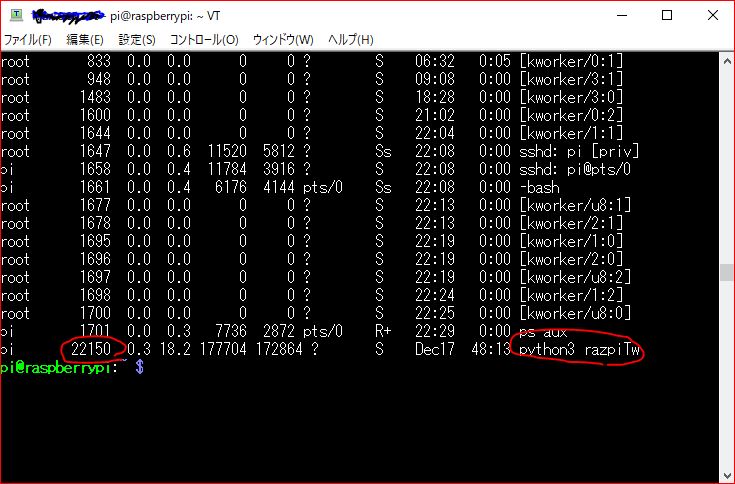 pi@raspberrypi: ~ VT
ファイル(F) 編集(E) 設定(S) コントロール(O) ウィンドウ(W) ヘルプ(H)
root 833 0.0 0.0 0 0 ? S 06:32 0:05 [kworker/0:1]
root 948 0.0 0.0 0 0 ? S 09:08 0:00 [kworker/3:1]
root 1483 0.0 0.0 0 0 ? S 18:28 0:00 [kworker/3:0]
root 1600 0.0 0.0 0 0 ? S 21:02 0:00 [kworker/0:2]
root 1644 0.0 0.0 0 0 ? S 22:04 0:00 [kworker/1:1]
root 1647 0.0 0.6 11520 5812 ? Ss 22:08 0:00 sshd: pi [priv]
pi 1658 0.0 0.4 11784 3916 ? S 22:08 0:00 sshd: pi@pts/0
pi 1661 0.0 0.4 6176 4144 pts/0 Ss 22:08 0:00 -bash
root 1677 0.0 0.0 0 0 ? S 22:13 0:00 [kworker/u8:1]
root 1678 0.0 0.0 0 0 ? S 22:13 0:00 [kworker/2:1]
root 1695 0.0 0.0 0 0 ? S 22:19 0:00 [kworker/1:0]
root 1696 0.0 0.0 0 0 ? S 22:19 0:00 [kworker/2:0]
root 1697 0.0 0.0 0 0 ? S 22:19 0:00 [kworker/u8:2]
root 1698 0.0 0.0 0 0 ? S 22:24 0:00 [kworker/1:2]
root 1700 0.0 0.0 0 0 ? S 22:25 0:00 [kworker/u8:0]
pi 1701 0.0 0.3 7736 2872 pts/0 R+ 22:29 0:00 ps aux
pi 22150 0.3 18.2 177704 172864 ? S Dec17 48:13 python3 razpiTw
pi@raspberrypi:~ $